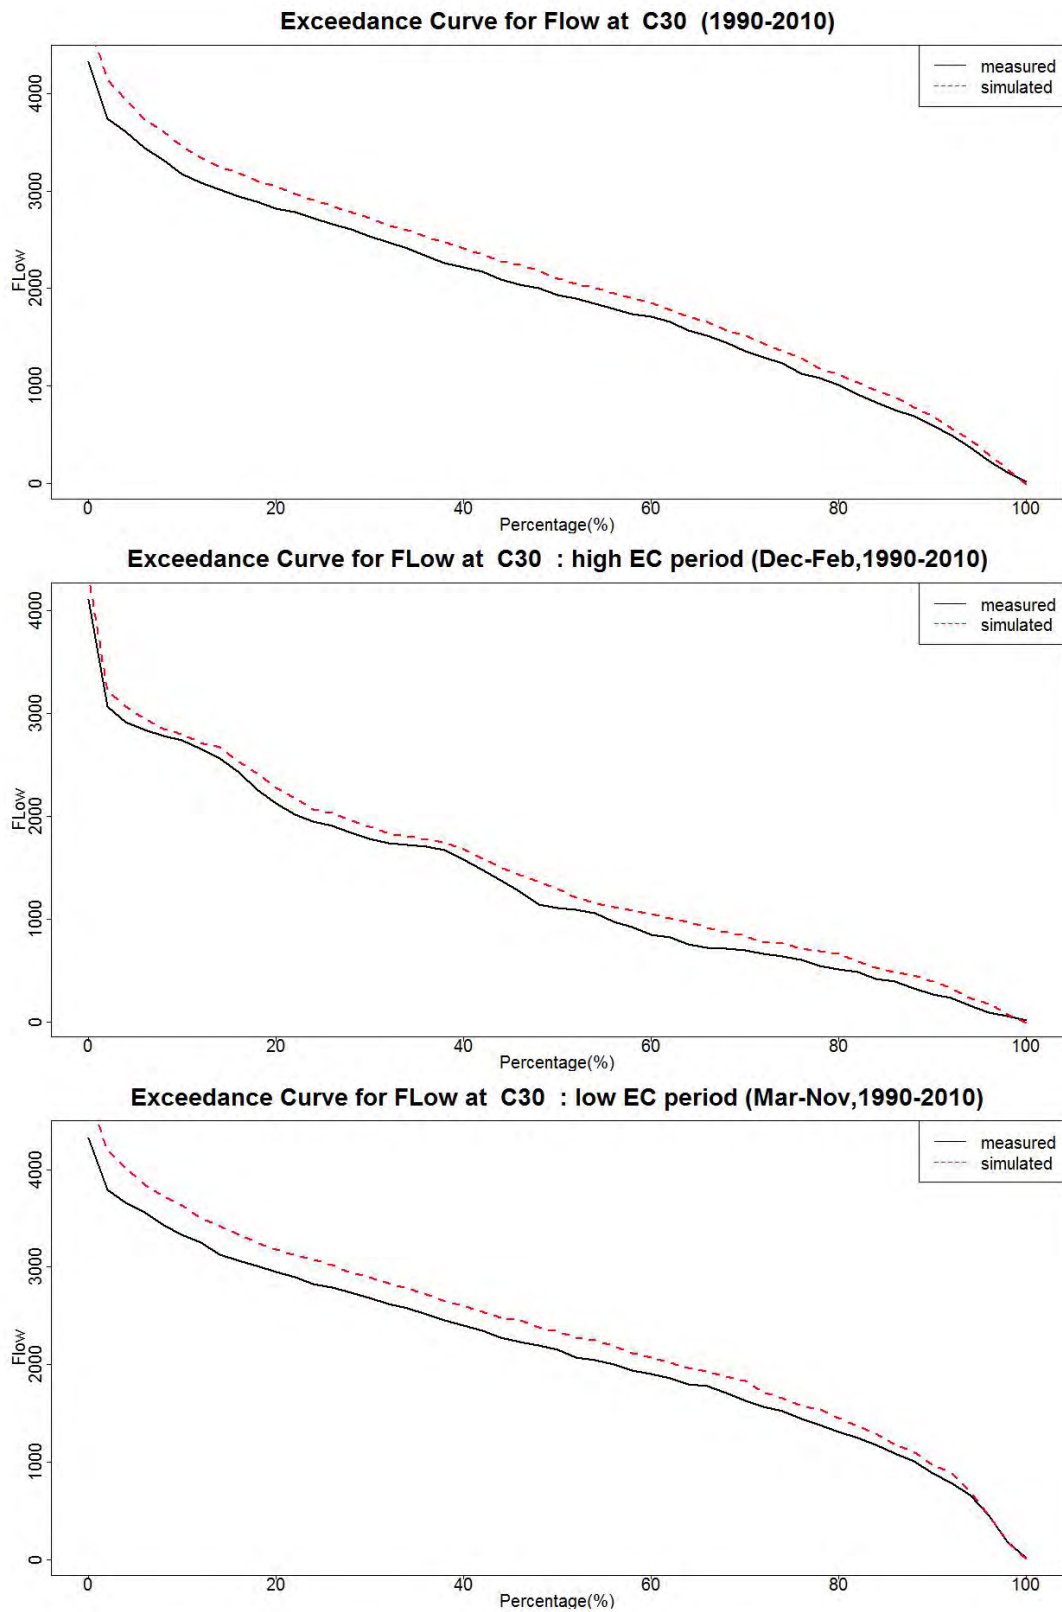 Exceedance Curve for Flow at C30 (1990-2010)
measured
simulated
4000
3000
2000
1000
0
FLow
0 20 40 60 80 100
Percentage(%)
Exceedance Curve for FLow at C30 : high EC period (Dec-Feb,1990-2010)
measured
simulated
4000
3000
2000
1000
0
FLow
0 20 40 60 80 100
Percentage(%)
Exceedance Curve for FLow at C30 : low EC period (Mar-Nov,1990-2010)
measured
simulated
4000
3000
2000
1000
0
Flow
0 20 40 60 80 100
Percentage(%)